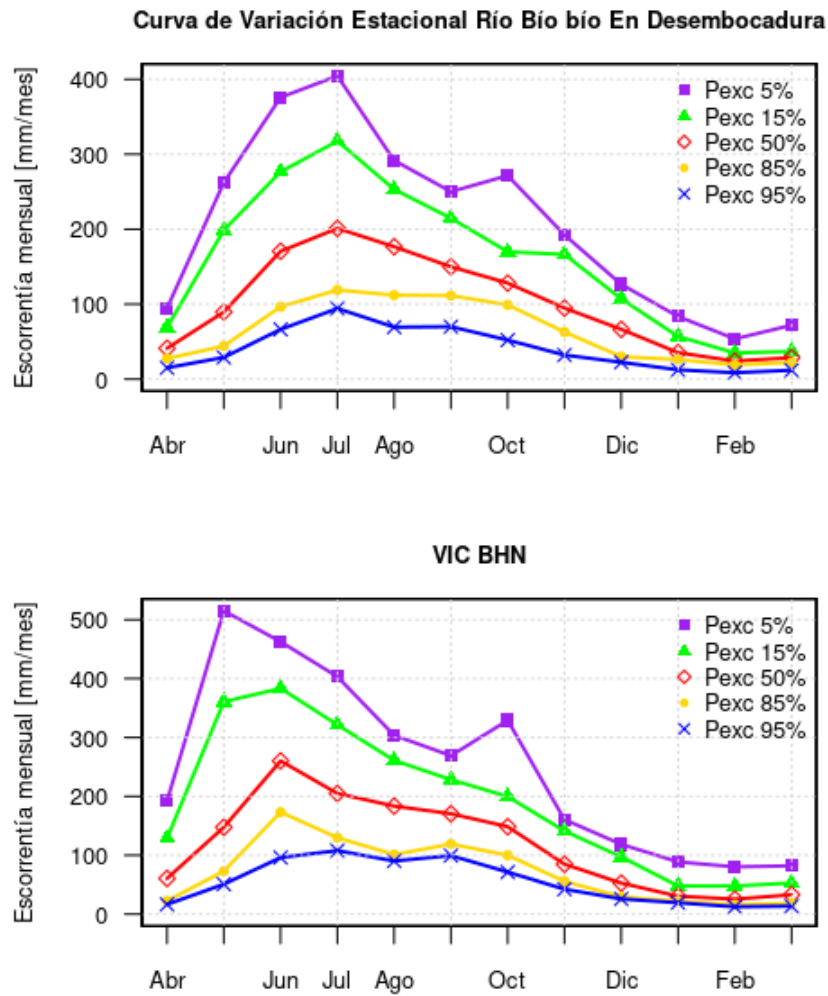 Curva de Variación Estacional Río Bío bío En Desembocadura
Escorrentía mensual [mm/mes]
400
300
200
100
0
Pexc 5%
Pexc 15%
Pexc 50%
Pexc 85%
Pexc 95%
Abr Jun Jul Ago Oct Dic Feb
VIC BHN
Escorrentía mensual [mm/mes]
500
400
300
200
100
0
Pexc 5%
Pexc 15%
Pexc 50%
Pexc 85%
Pexc 95%
Abr Jun Jul Ago Oct Dic Feb